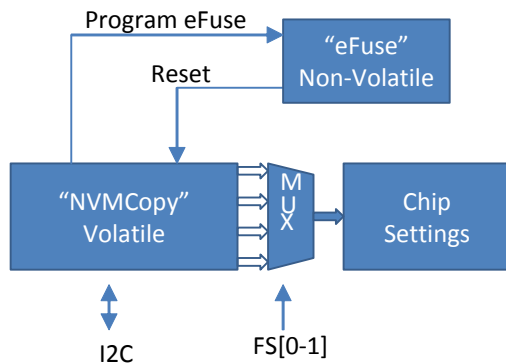 Program eFuse
“eFuse”
Non-Volatile
Reset
“NVMCopy”
Volatile
M
U
X
Chip
Settings
I2C
FS[0-1]